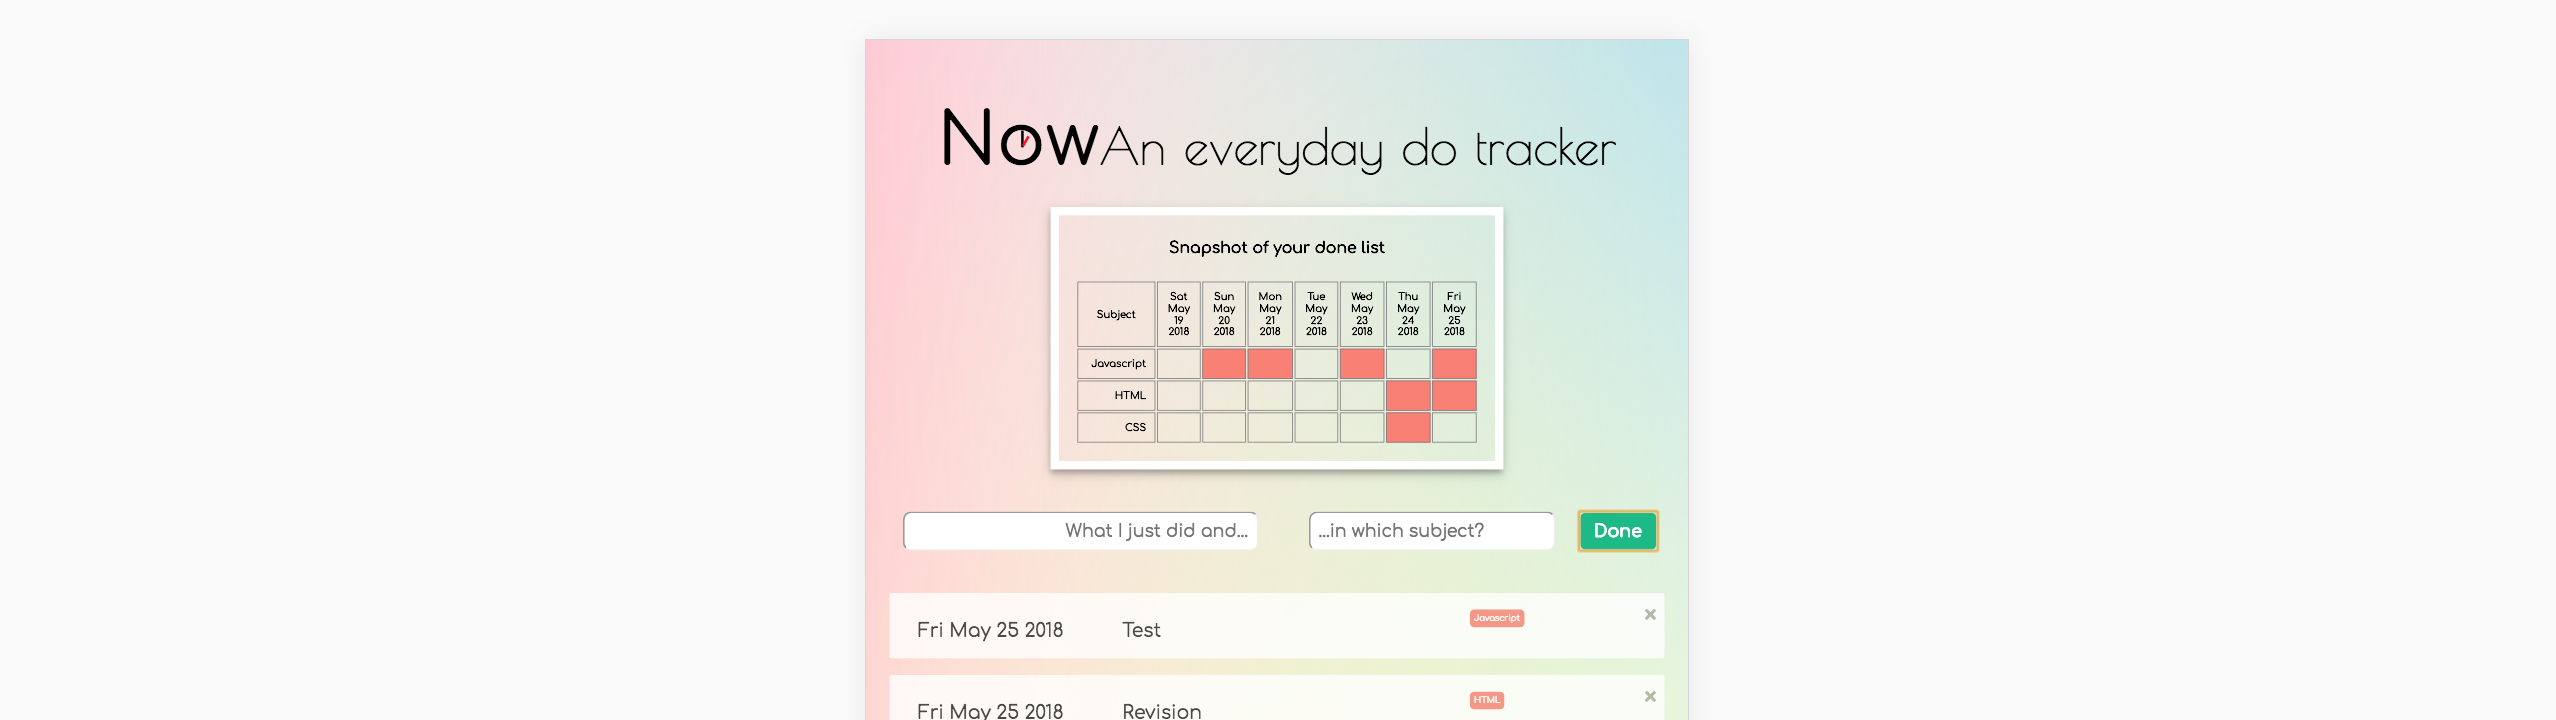 Now An everyday do tracker
Snapshot of your done list
Subject Sat May 19 2018 Sun May 20 2018 Mon May 21 2018 Tue May 22 2018 Wed May 23 2018 Thu May 24 2018 Fri May 25 2018
Javascript
HTML
CSS
What I just did and... ...in which subject? Done
Fri May 25 2018 Test Javascript ×
Fri May 25 2018 Revision HTML ×